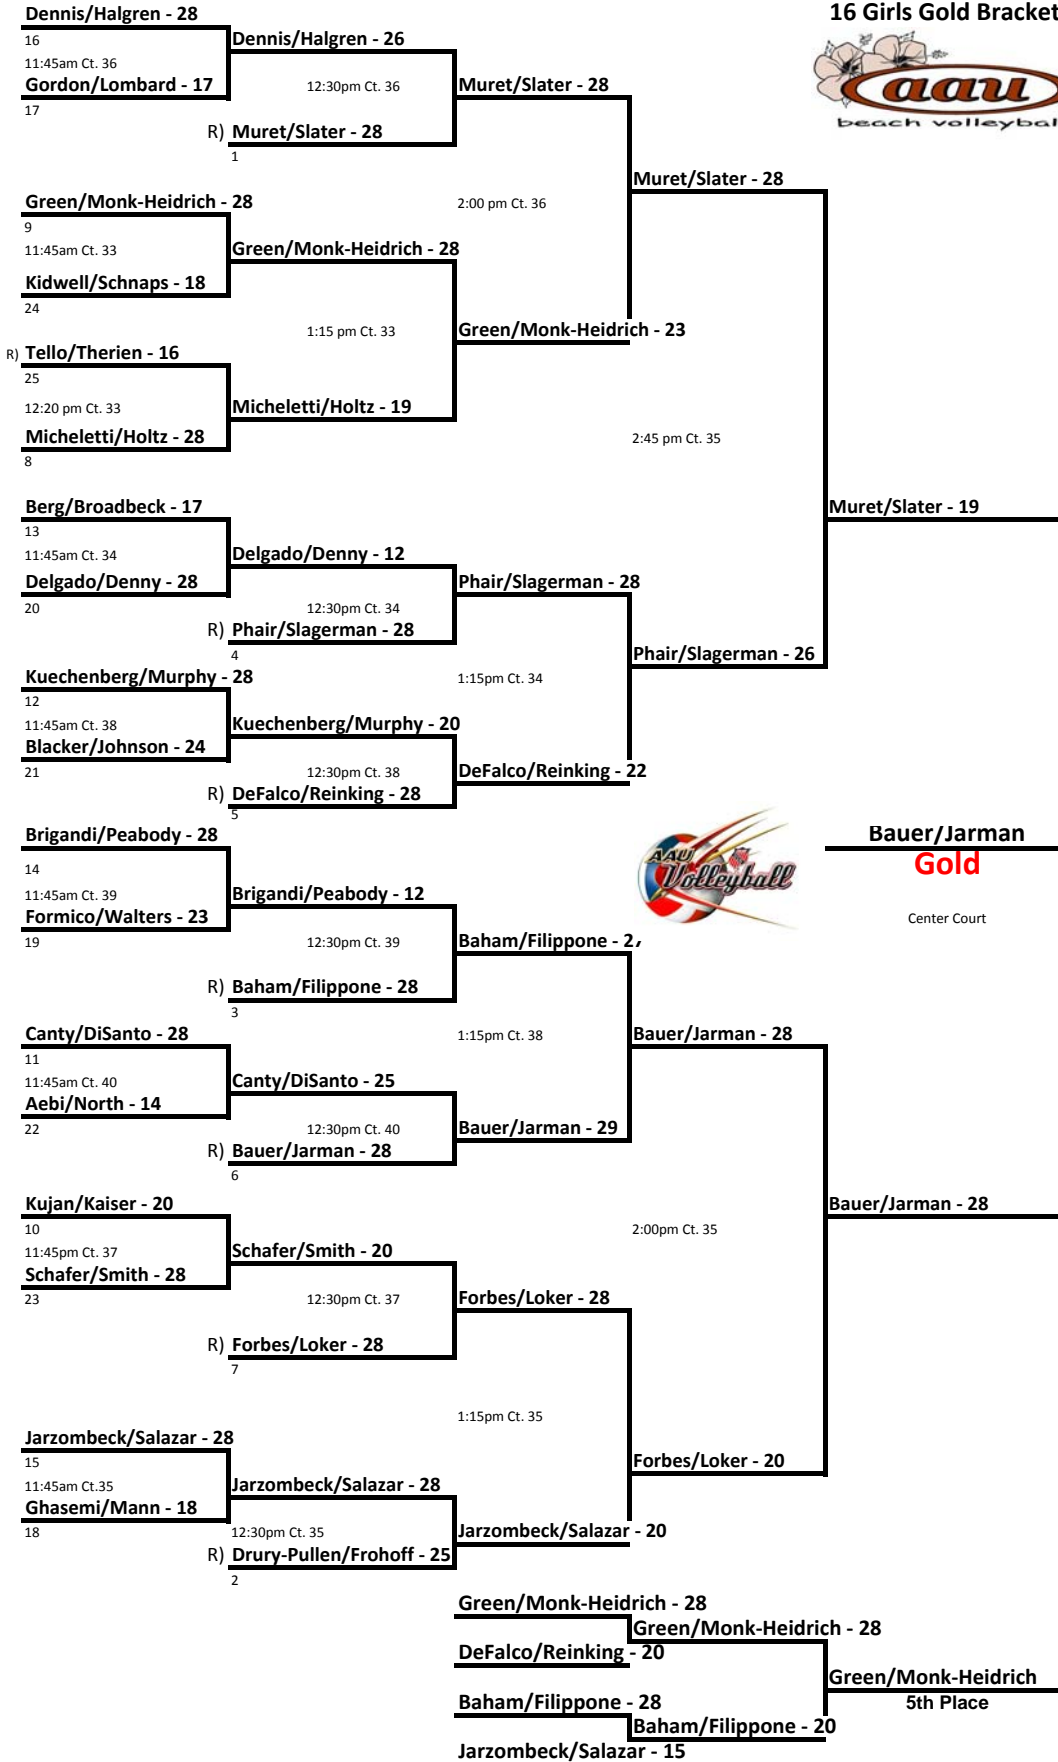 Dennis/Halgren - 28
16 Girls Gold Bracket
16
Dennis/Halgren - 26
11:45am Ct. 36
Gordon/Lombard - 17
12:30pm Ct. 36
Muret/Slater - 28
aau
beach volleyball
17
R) Muret/Slater - 28
1
Muret/Slater - 28
Green/Monk-Heidrich - 28
2:00 pm Ct. 36
9
11:45am Ct. 33
Green/Monk-Heidrich - 28
Kidwell/Schnaps - 18
24
1:15 pm Ct. 33
Green/Monk-Heidrich - 23
R) Tello/Therien - 16
25
12:20 pm Ct. 33
Micheletti/Holtz - 19
Micheletti/Holtz - 28
2:45 pm Ct. 35
8
Berg/Broadbeck - 17
Muret/Slater - 19
13
11:45am Ct. 34
Delgado/Denny - 12
Delgado/Denny - 28
Phair/Slagerman - 28
20
12:30pm Ct. 34
R) Phair/Slagerman - 28
4
Phair/Slagerman - 26
Kuechenberg/Murphy - 28
1:15pm Ct. 34
12
11:45am Ct. 38
Kuechenberg/Murphy - 20
Blacker/Johnson - 24
21
12:30pm Ct. 38
DeFalco/Reinking - 22
R) DeFalco/Reinking - 28
5
Brigandi/Peabody - 28
AAU
Volleyball
Bauer/Jarman
Gold
14
11:45am Ct. 39
Brigandi/Peabody - 12
Formico/Walters - 23
Center Court
19
12:30pm Ct. 39
Baham/Filippone - 27
R) Baham/Filippone - 28
3
Canty/DiSanto - 28
1:15pm Ct. 38
Bauer/Jarman - 28
11
11:45am Ct. 40
Canty/DiSanto - 25
Aebi/North - 14
22
12:30pm Ct. 40
Bauer/Jarman - 29
R) Bauer/Jarman - 28
6
Kujan/Kaiser - 20
Bauer/Jarman - 28
10
2:00pm Ct. 35
11:45pm Ct. 37
Schafer/Smith - 20
Schafer/Smith - 28
23
12:30pm Ct. 37
Forbes/Loker - 28
R) Forbes/Loker - 28
7
1:15pm Ct. 35
Jarzombeck/Salazar - 28
15
Forbes/Loker - 20
11:45am Ct.35
Jarzombeck/Salazar - 28
Ghasemi/Mann - 18
18
12:30pm Ct. 35
Jarzombeck/Salazar - 20
R) Drury-Pullen/Frohoff - 25
2
Green/Monk-Heidrich - 28
Green/Monk-Heidrich - 28
DeFalco/Reinking - 20
Green/Monk-Heidrich
5th Place
Baham/Filippone - 28
Baham/Filippone - 20
Jarzombeck/Salazar - 15